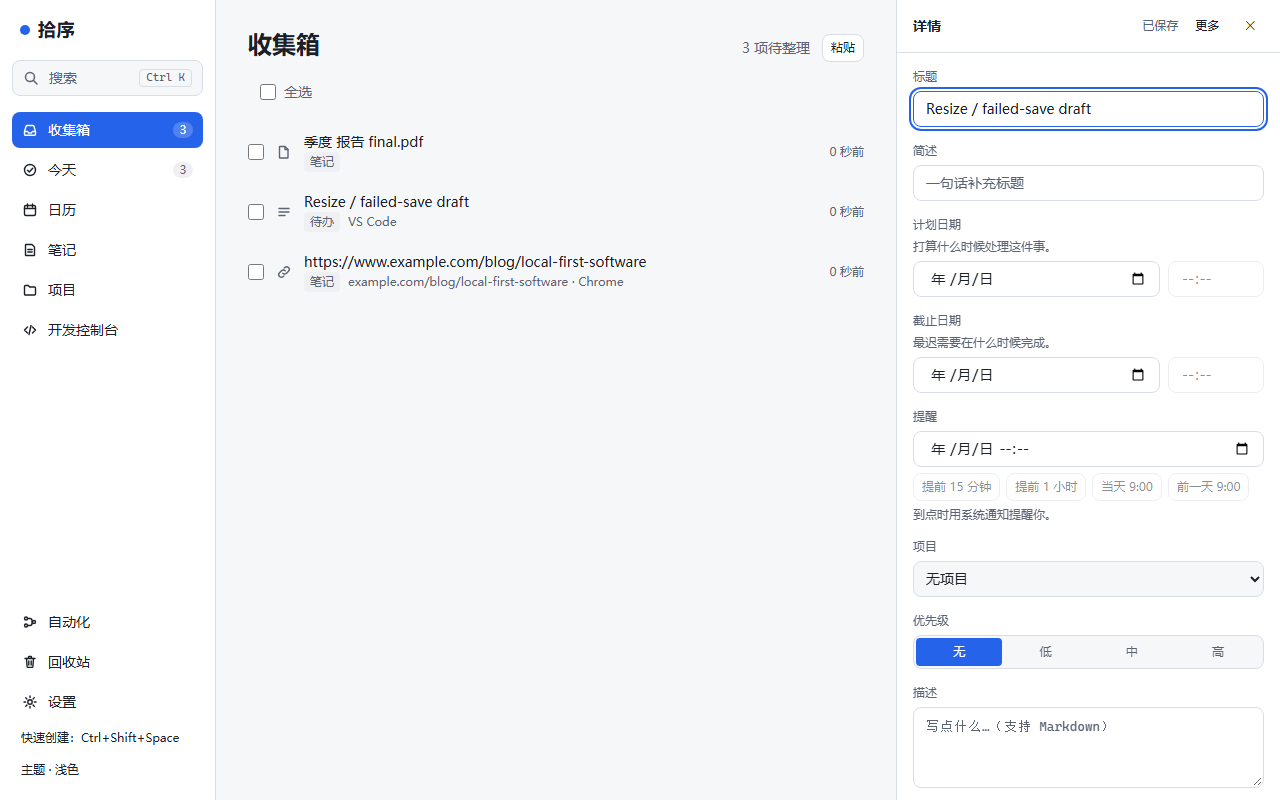 拾序
搜索 Ctrl K
收集箱 3
今天 3
日历
笔记
项目
开发控制台
自动化
回收站
设置
快速创建：Ctrl+Shift+Space
主题 · 浅色
收集箱
3 项待整理 粘贴
全选
季度 报告 final.pdf
笔记
0 秒前
Resize / failed-save draft
待办 VS Code
0 秒前
https://www.example.com/blog/local-first-software
笔记 example.com/blog/local-first-software · Chrome
0 秒前
详情 已保存 更多 ×
标题
Resize / failed-save draft
简述
一句话补充标题
计划日期
打算什么时候处理这件事。
年 /月/日 --:--
截止日期
最迟需要在什么时候完成。
年 /月/日 --:--
提醒
年 /月/日 --:--
提前 15 分钟 提前 1 小时 当天 9:00 前一天 9:00
到点时用系统通知提醒你。
项目
无项目
优先级
无 低 中 高
描述
写点什么…（支持 Markdown）